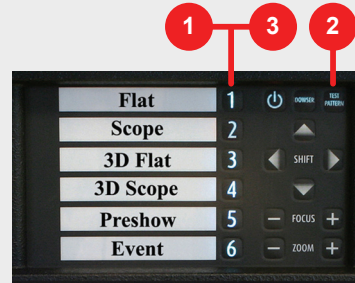 1 3 2
Flat 1 DOWSER TEST PATTERN
Scope 2
3D Flat 3 SHIFT
3D Scope 4
Preshow 5 − FOCUS +
Event 6 − ZOOM +